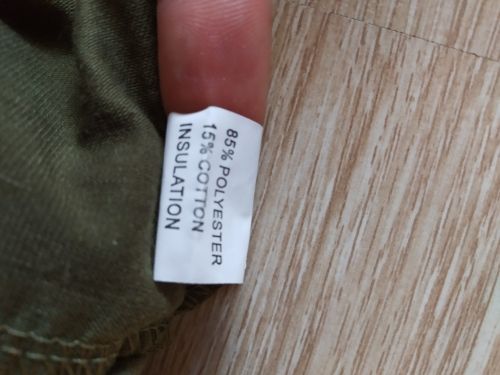 85% POLYESTER
15% COTTON
INSULATION